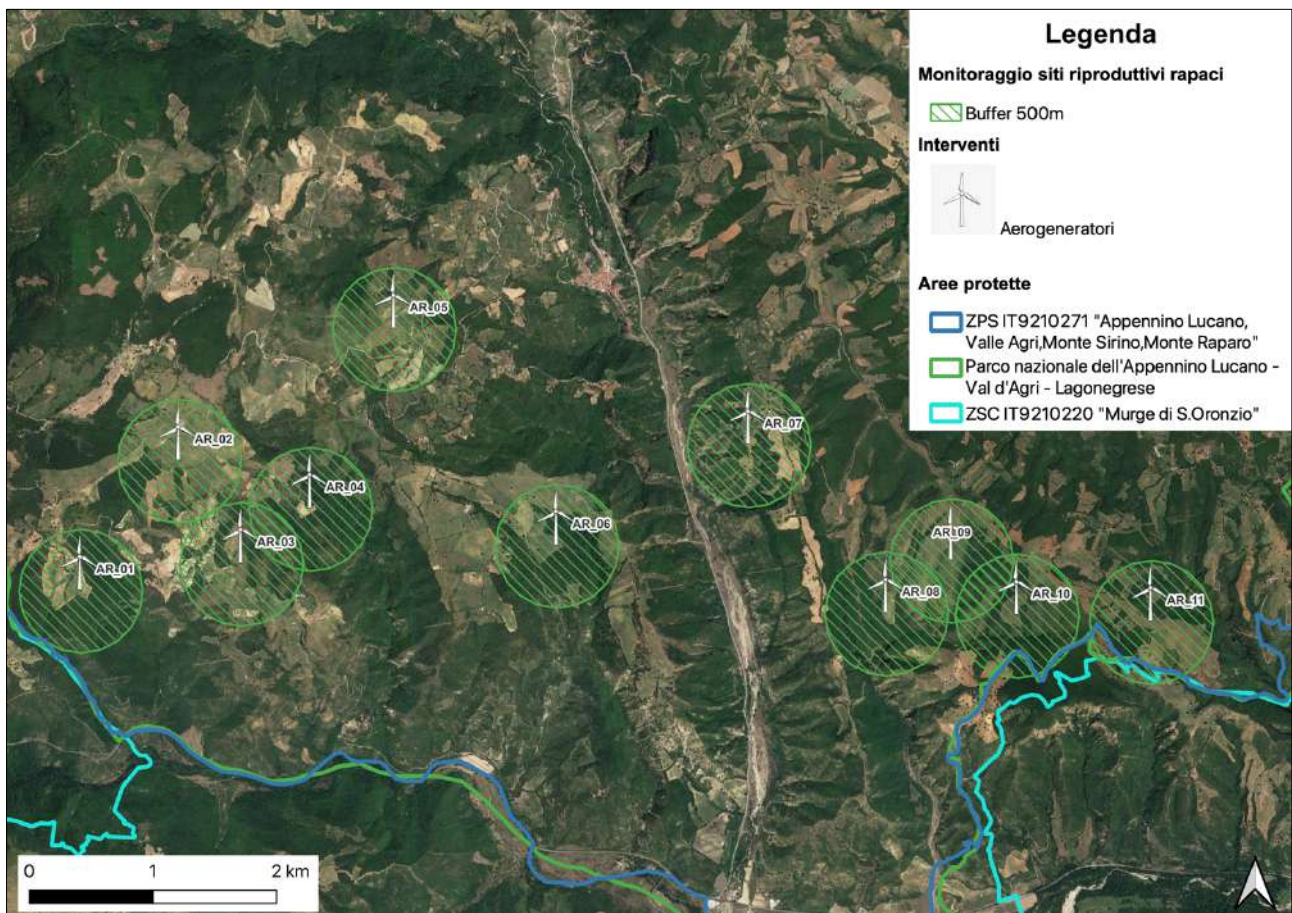 Legenda
Monitoraggio siti riproduttivi rapaci
Buffer 500m
Interventi
Aerogeneratori
Aree protette
ZPS IT9210271 "Appennino Lucano,
Valle Agri,Monte Sirino,Monte Raparo"
Parco nazionale dell'Appennino Lucano -
Val d'Agri - Lagonegrese
ZSC IT9210220 "Murge di S.Oronzio"
AR_05
AR_02
AR_07
AR_04
AR_06
AR_03
AR_09
AR_01
AR_08
AR_10
AR_11
0 1 2 km